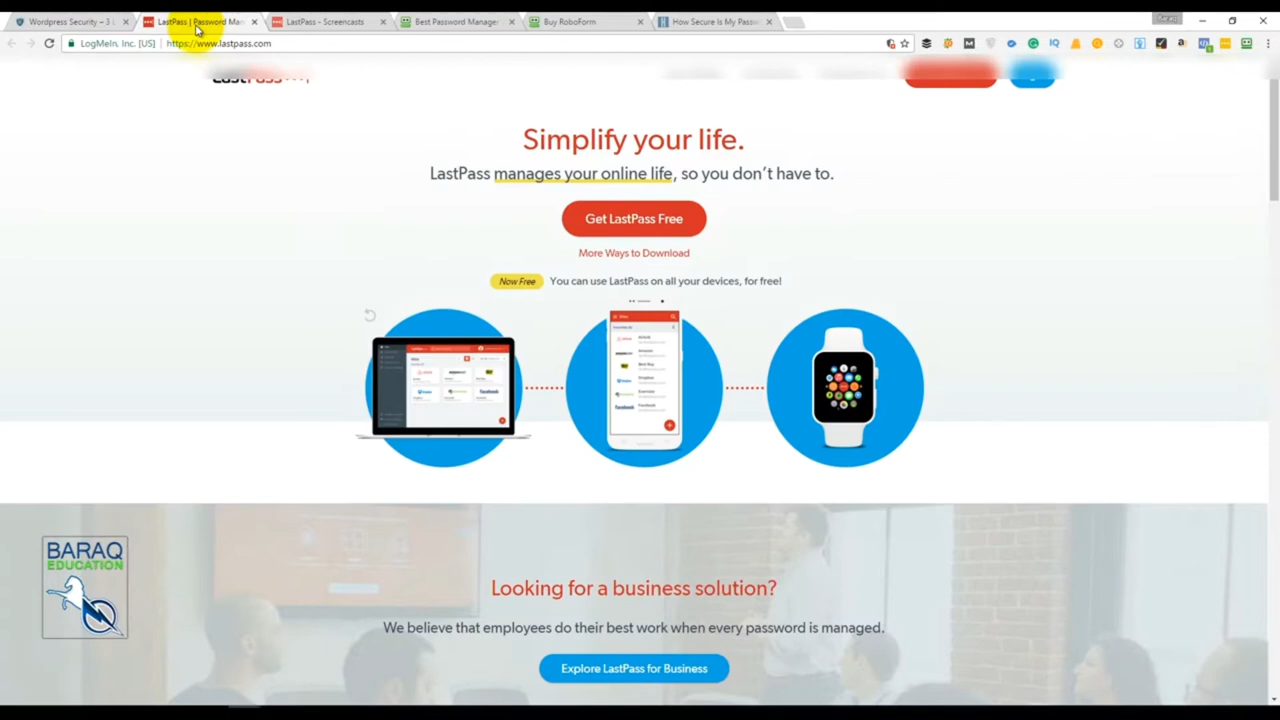 Wordpress Security – 3 i
LastPass | Password Man
LastPass - Screencasts
Best Password Manager
Buy RoboForm
How Secure Is My Passw
Baraq
LogMeIn, Inc. [US]
https://www.lastpass.com
Simplify your life.
LastPass manages your online life, so you don't have to.
Get LastPass Free
More Ways to Download
Now Free You can use LastPass on all your devices, for free!
BARAQ
EDUCATION
Looking for a business solution?
We believe that employees do their best work when every password is managed.
Explore LastPass for Business